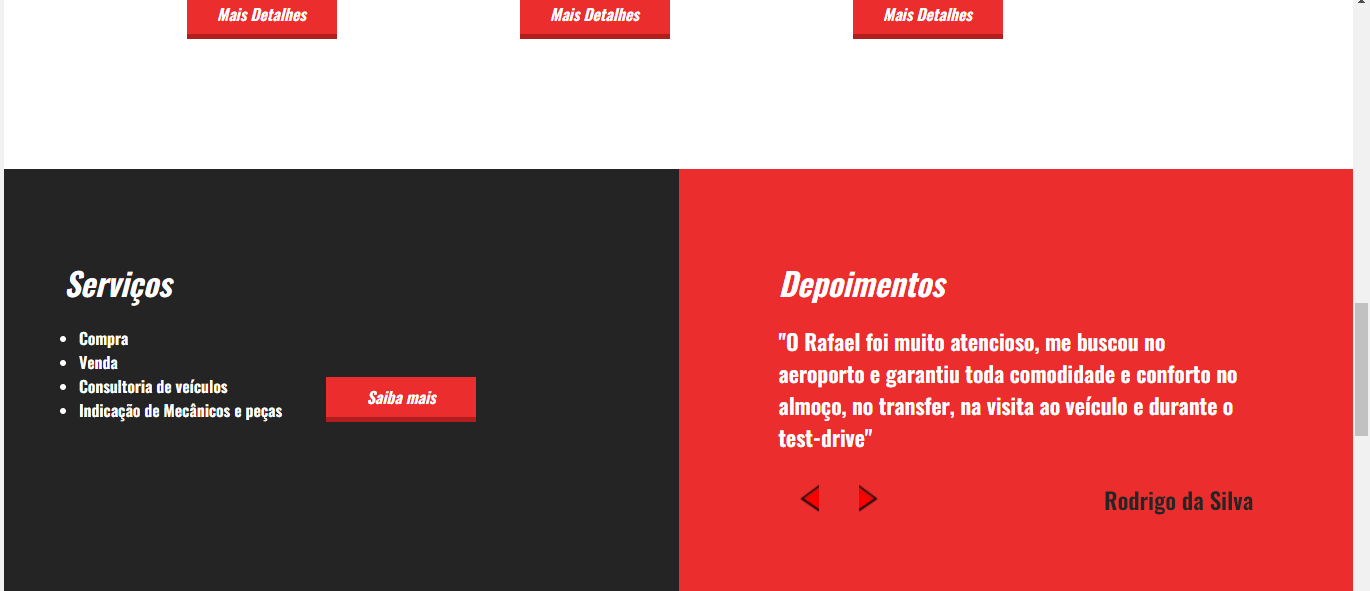 Mais Detalhes
Mais Detalhes
Mais Detalhes
Serviços
Compra
Venda
Consultoria de veículos
Indicação de Mecânicos e peças
Saiba mais
Depoimentos
"O Rafael foi muito atencioso, me buscou no
aeroporto e garantiu toda comodidade e conforto no
almoço, no transfer, na visita ao veículo e durante o
test-drive"
Rodrigo da Silva